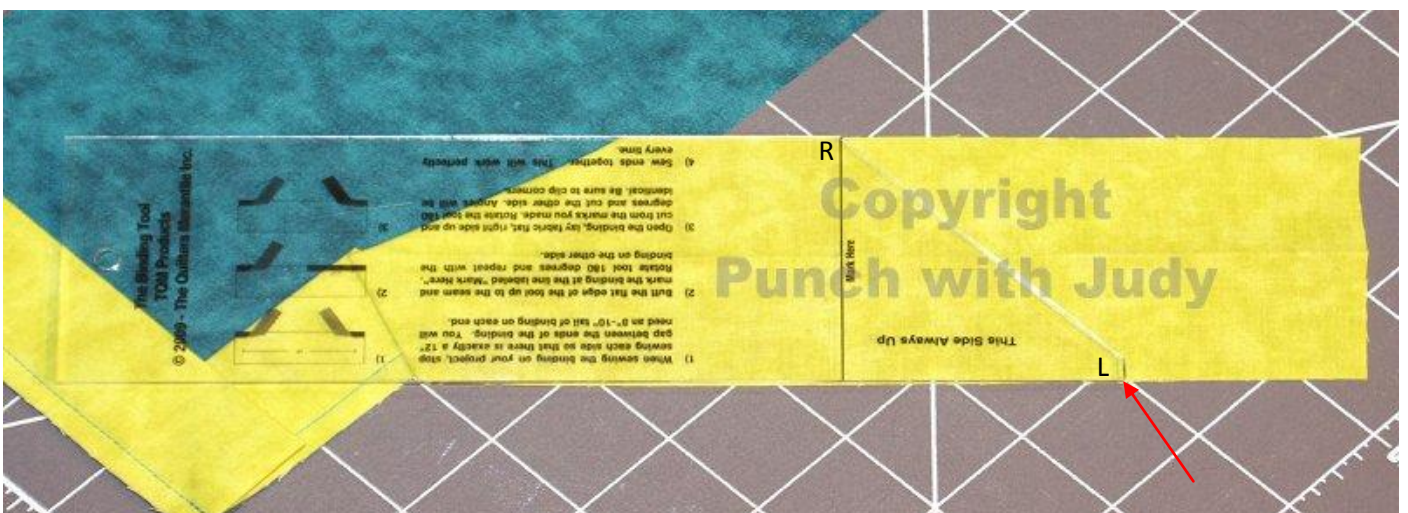 The Binding Tool
TQM Products
© 2009 - The Quilters Merchantile Inc.
1)
2)
3)
1) When sewing the binding on your project, stop
sewing each side so that there is exactly a 12"
gap between the ends of the binding. You will
need an 8"-10" tail of binding on each end.
2) Butt the flat edge of the tool up to the seam and
mark the binding at the line labeled "Mark Here".
Rotate tool 180 degrees and repeat with the
binding on the other side.
3) Open the binding, lay fabric flat, right side up and
cut from the marks you made. Rotate the tool 180
degrees and cut the other side. Angles will be
identical. Be sure to clip corners.
4) Sew ends together. This will work perfectly
every time.
R
Mark Here
Copyright
Punch with Judy
This Side Always Up
L